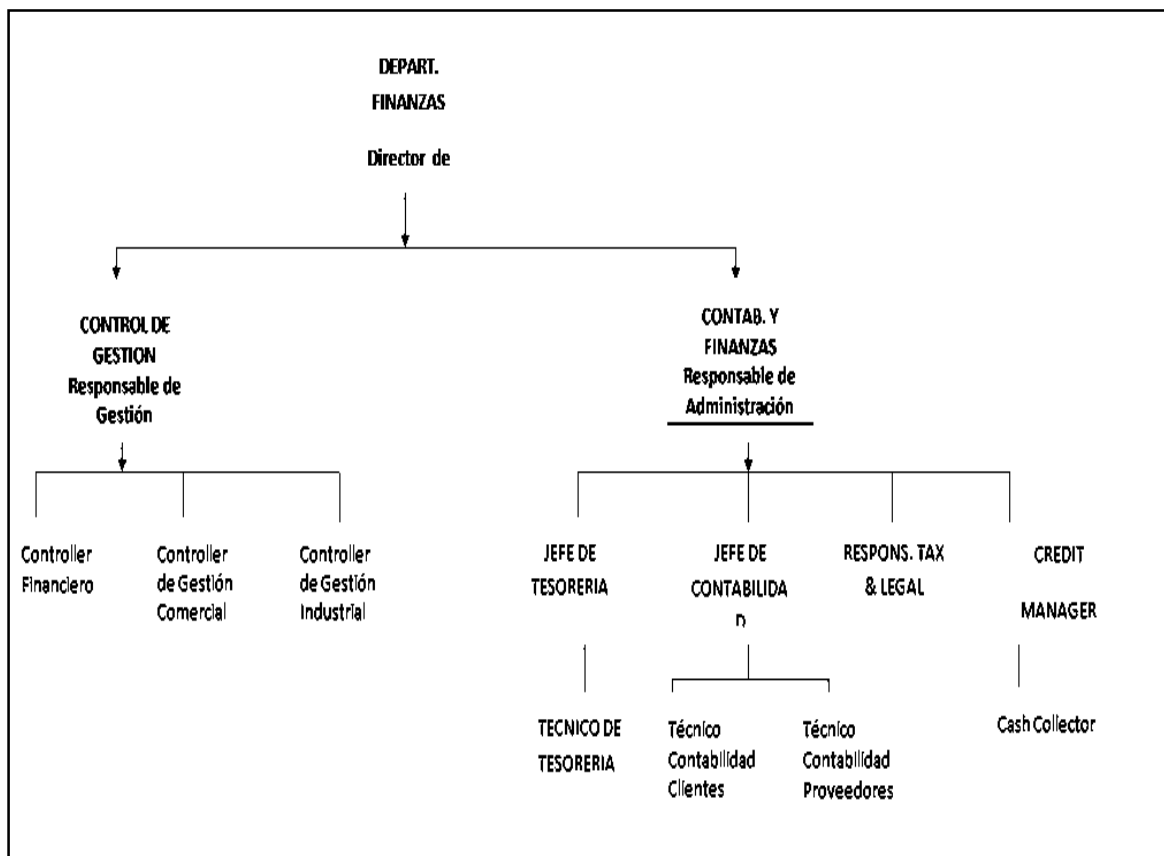 DEPART.
FINANZAS
Director de
CONTROL DE
GESTION
Responsable de
Gestión
CONTAB. Y
FINANZAS
Responsable de
Administración
Controller
Financiero
Controller
de Gestión
Comercial
Controller
de Gestión
Industrial
JEFE DE
TESORERIA
JEFE DE
CONTABILIDA
D
RESPONS. TAX
& LEGAL
CREDIT
MANAGER
TECNICO DE
TESORERIA
Técnico
Contabilidad
Clientes
Técnico
Contabilidad
Proveedores
Cash Collector